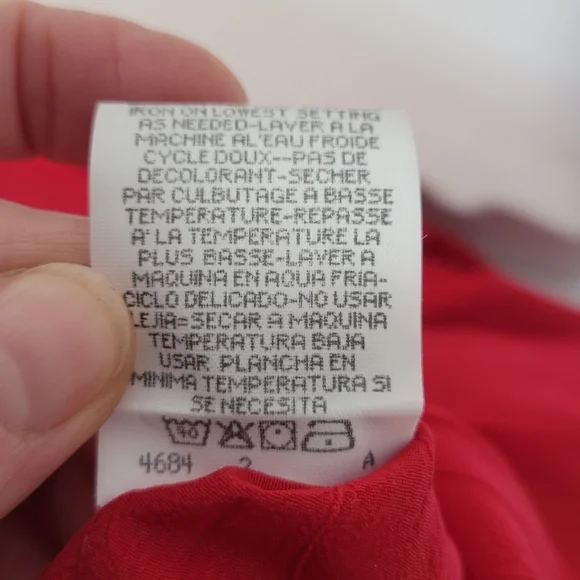 IRON ON LOWEST SETTING
AS NEEDED-LAVER A LA
MACHINE AL'EAU FROIDE
CYCLE DOUX--PAS DE
DECOLORANT-SECHER
PAR CULBUTAGE A BASSE
TEMPERATURE-REPASSE
A' LA TEMPERATURE LA
PLUS BASSE-LAVER A
MAQUINA EN AQUA FRIA-
CICLO DELICADO-NO USAR
LEJIA=SECAR A MAQUINA
TEMPERATURA BAJA
USAR PLANCHA EN
MINIMA TEMPERATURA SI
SE NECESITA
40
4684 2 A